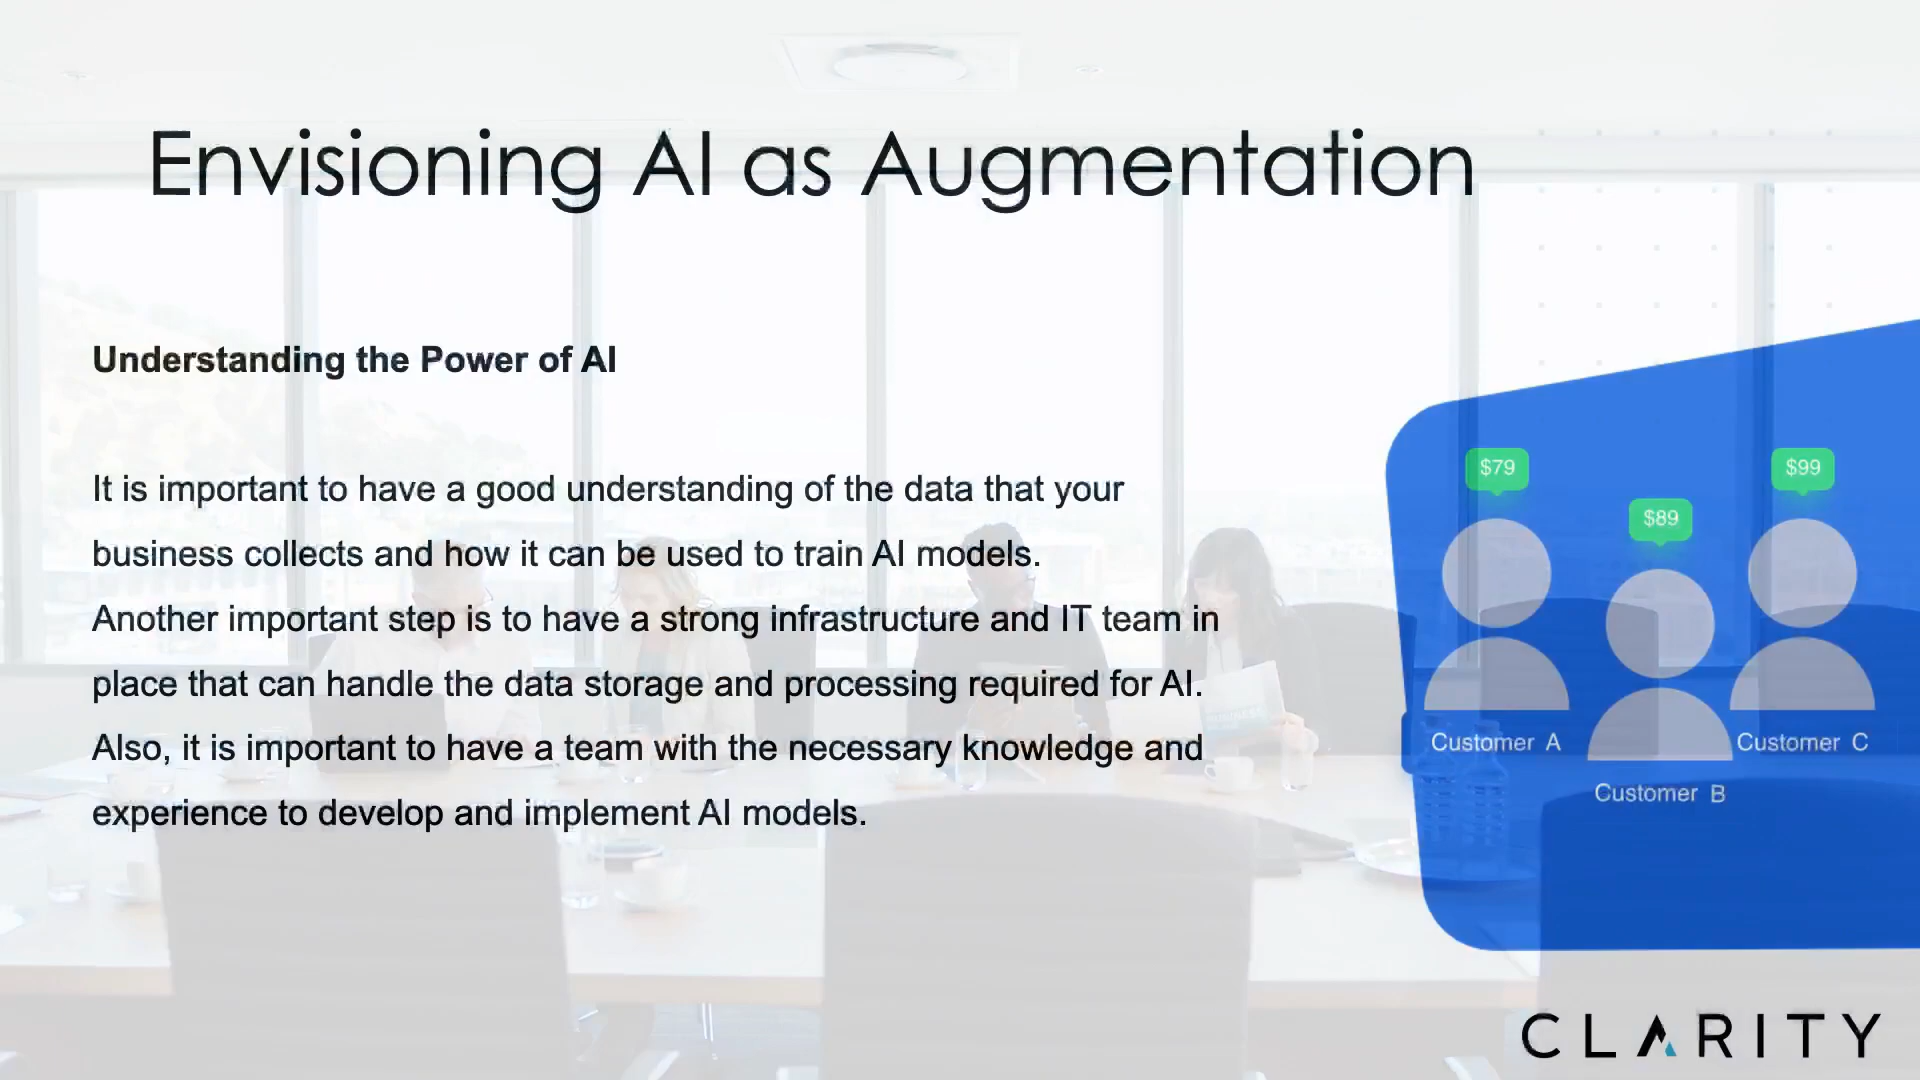 Envisioning AI as Augmentation
Understanding the Power of AI
It is important to have a good understanding of the data that your
business collects and how it can be used to train AI models.
Another important step is to have a strong infrastructure and IT team in
place that can handle the data storage and processing required for AI.
Also, it is important to have a team with the necessary knowledge and
experience to develop and implement AI models.
$79
$89
$99
Customer A
Customer B
Customer C
CLARITY